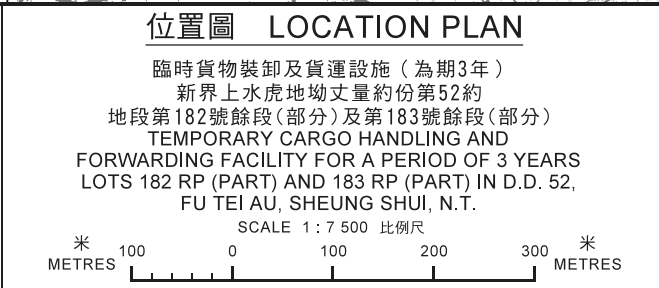 位置圖 LOCATION PLAN
臨時貨物裝卸及貨運設施（為期3年）
新界上水虎地坳丈量約份第52約
地段第182號餘段(部分)及第183號餘段(部分)
TEMPORARY CARGO HANDLING AND
FORWARDING FACILITY FOR A PERIOD OF 3 YEARS
LOTS 182 RP (PART) AND 183 RP (PART) IN D.D. 52,
FU TEI AU, SHEUNG SHUI, N.T.
SCALE 1 : 7 500 比例尺
米 METRES 100 0 100 200 300 米 METRES